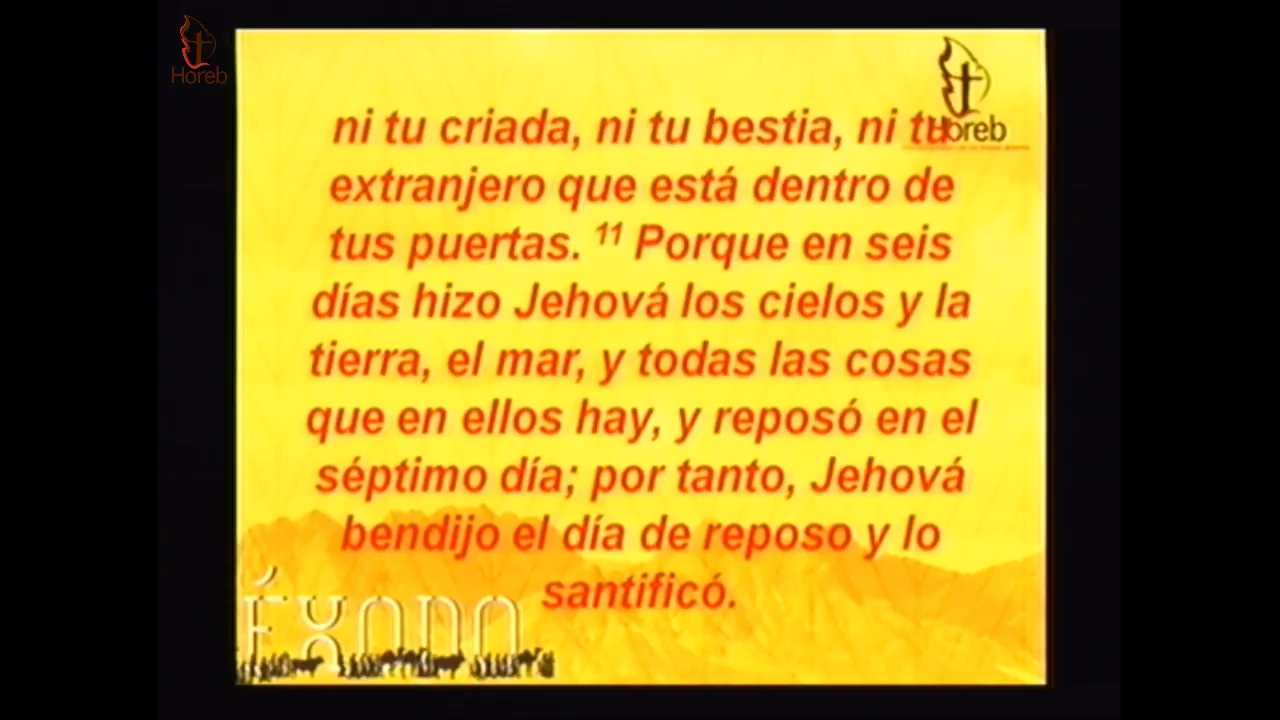 Horeb
Horeb
ni tu criada, ni tu bestia, ni tu
extranjero que está dentro de
tus puertas. ¹¹ Porque en seis
días hizo Jehová los cielos y la
tierra, el mar, y todas las cosas
que en ellos hay, y reposó en el
séptimo día; por tanto, Jehová
bendijo el día de reposo y lo
santificó.
ÉXODO